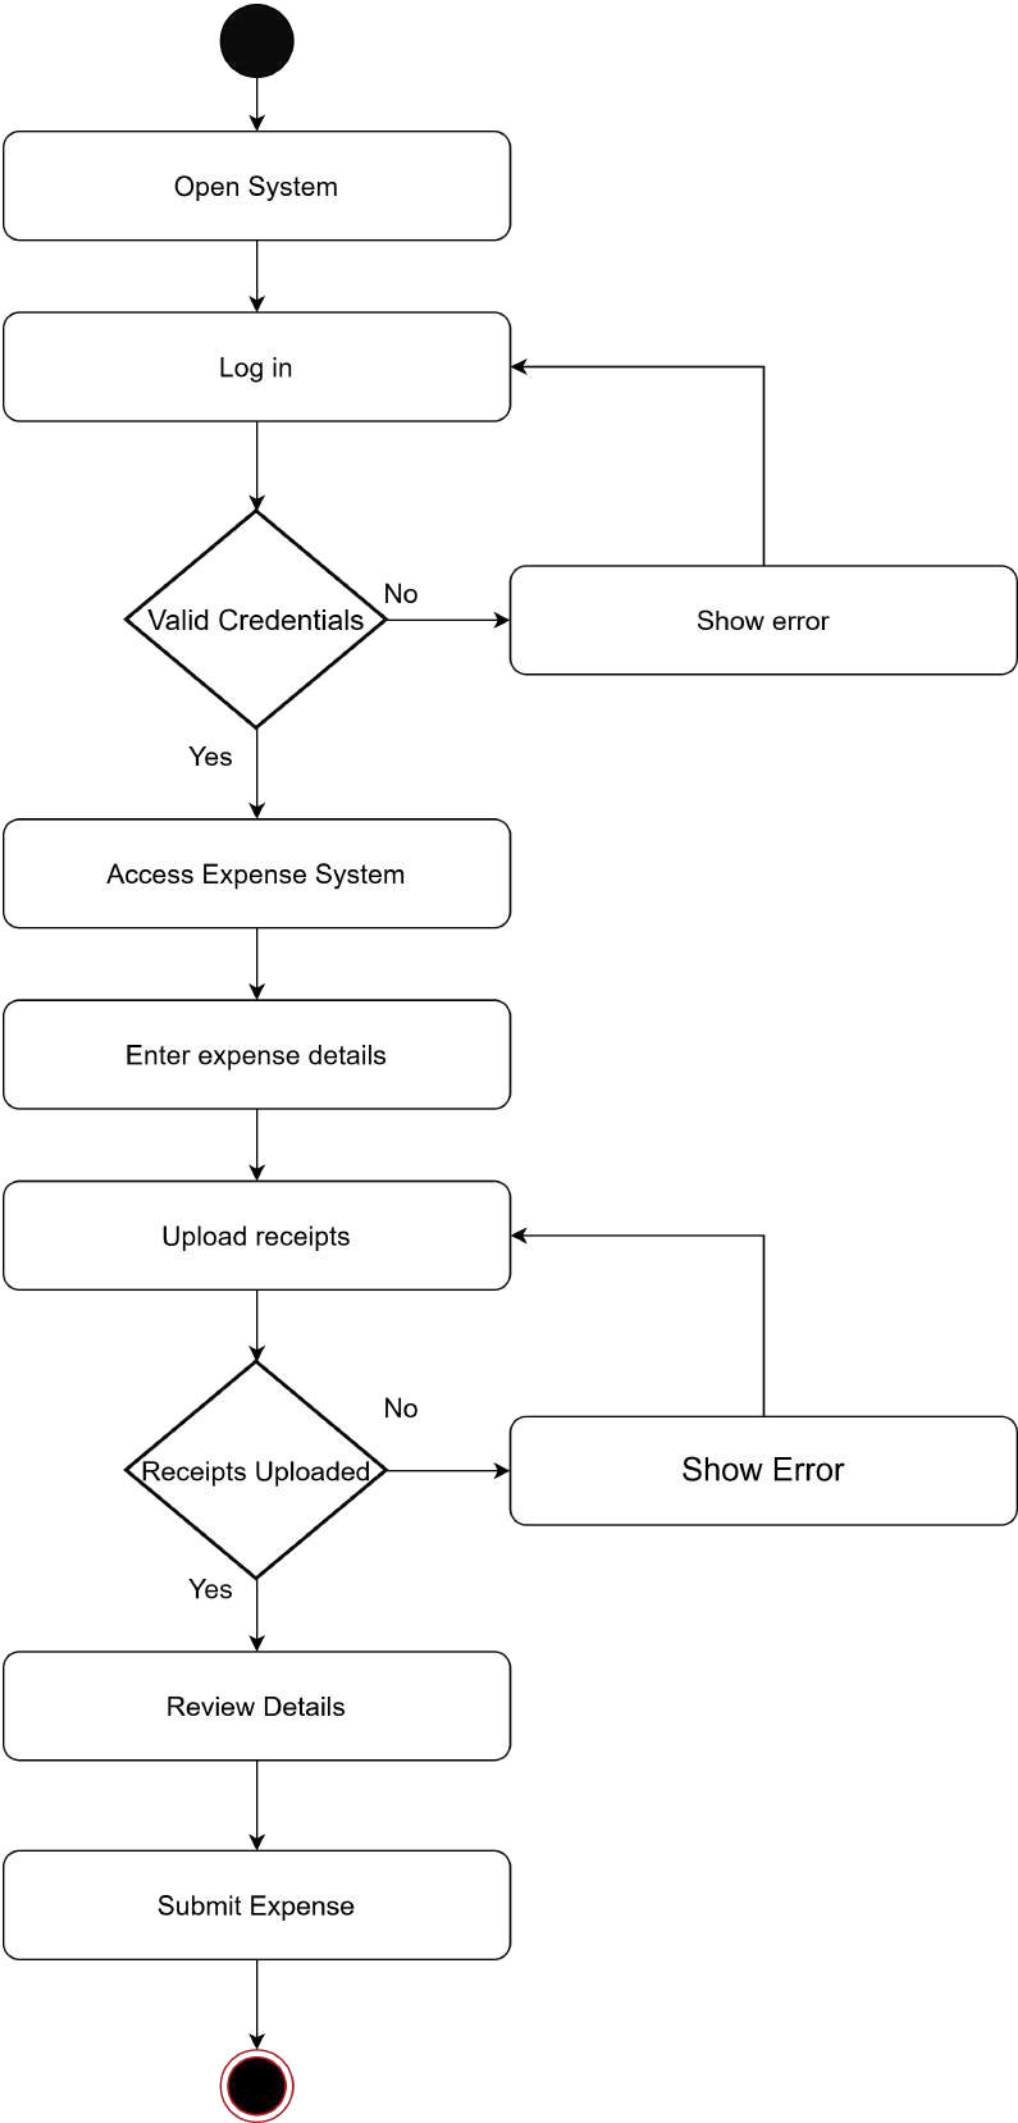 Open System
Log in
Valid Credentials
No
Show error
Yes
Access Expense System
Enter expense details
Upload receipts
No
Receipts Uploaded
Show Error
Yes
Review Details
Submit Expense